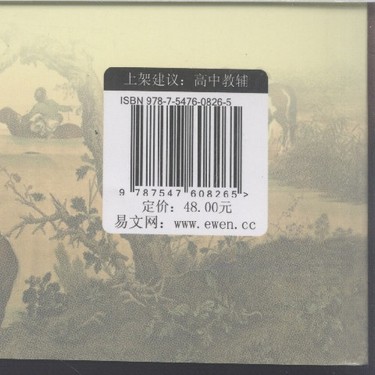 上架建议：高中教辅
ISBN 978-7-5476-0826-5
9 787547 608265>
定价：48.00元
易文网：www.ewen.cc